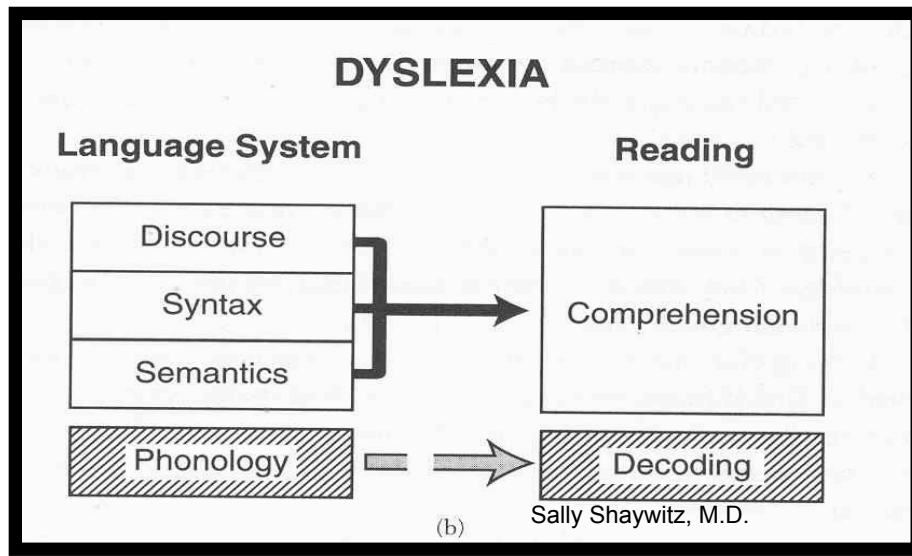 DYSLEXIA
Language System
Reading
Discourse
Syntax
Semantics
Comprehension
Phonology
Decoding
(b)
Sally Shaywitz, M.D.